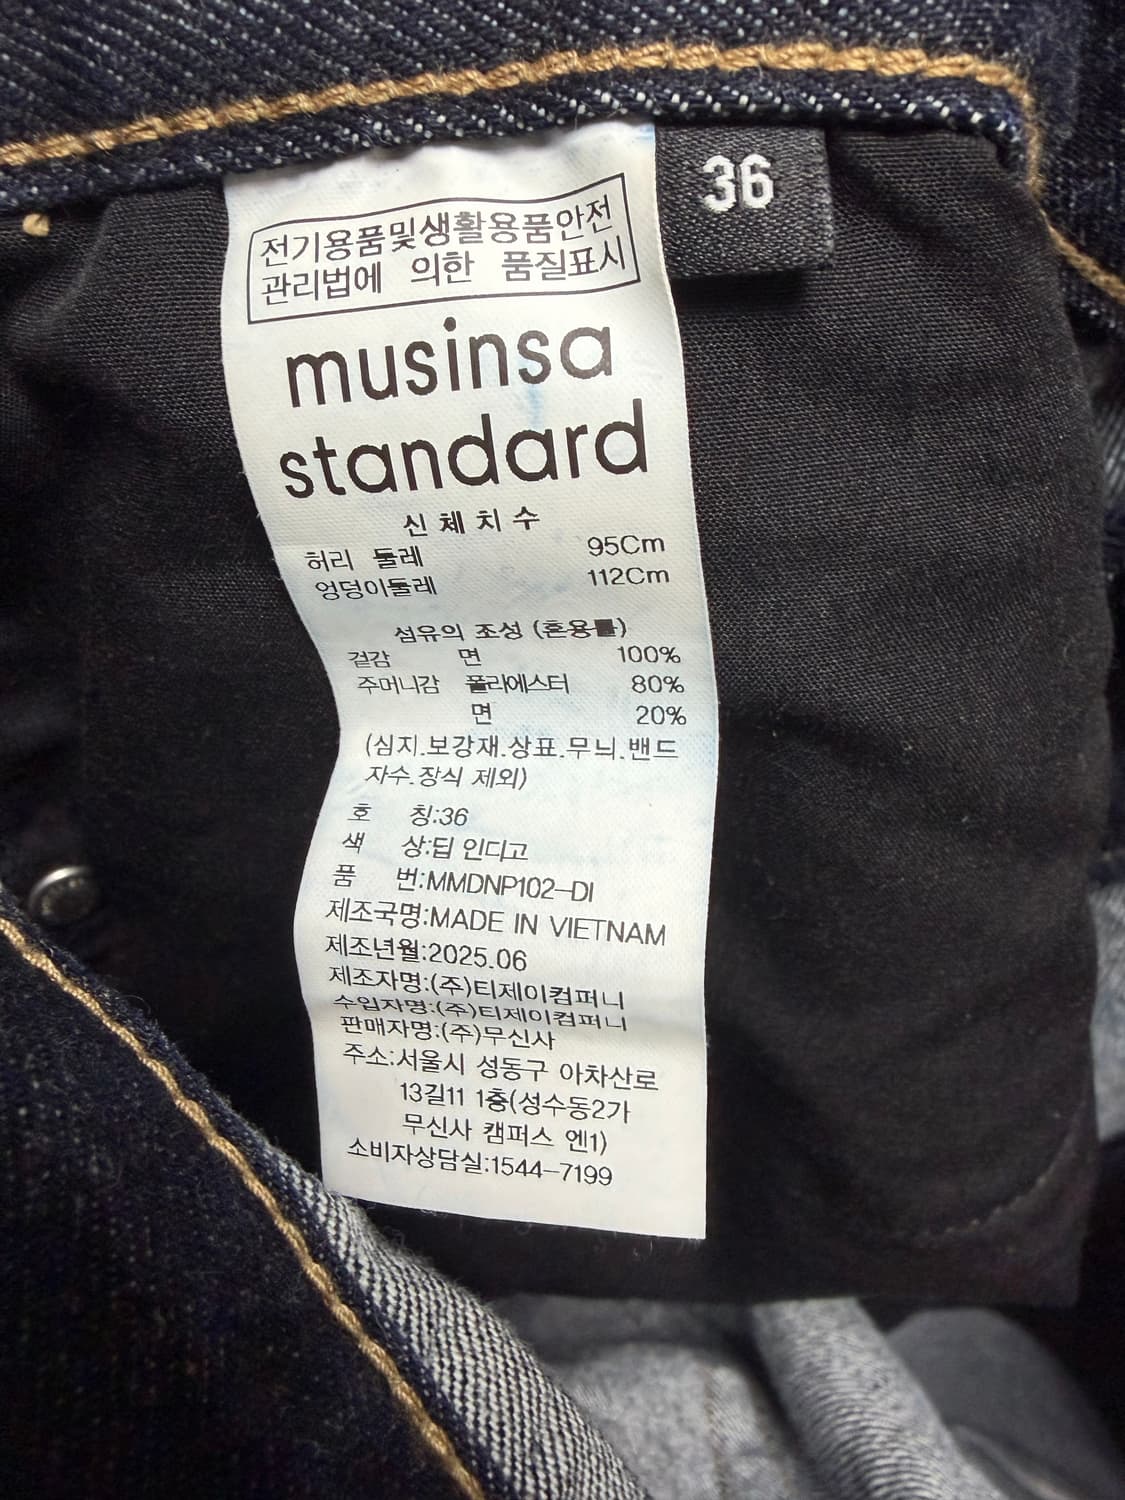 36
전기용품및생활용품안전
관리법에 의한 품질표시
musinsa
standard
신체치수
허리 둘레 95Cm
엉덩이둘레 112Cm
섬유의 조성 (혼용률)
겉감 면 100%
주머니감 폴리에스터 80%
면 20%
(심지.보강재.상표.무늬.밴드
자수.장식 제외)
호 칭:36
색 상:딥 인디고
품 번:MMDNP102-DI
제조국명:MADE IN VIETNAM
제조년월:2025.06
제조자명:(주)티제이컴퍼니
수입자명:(주)티제이컴퍼니
판매자명:(주)무신사
주소:서울시 성동구 아차산로
13길11 1층(성수동2가
무신사 캠퍼스 엔1)
소비자상담실:1544-7199